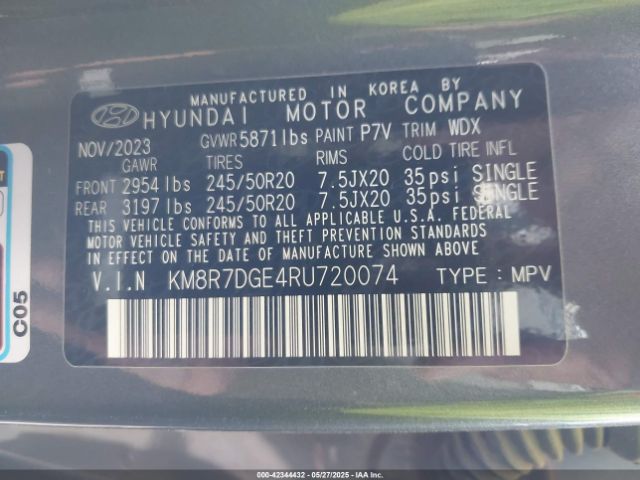 MANUFACTURED IN KOREA BY
HYUNDAI MOTOR COMPANY
NOV/2023 GVWR 5871lbs PAINT P7V TRIM WDX
GAWR TIRES RIMS COLD TIRE INFL
FRONT 2954 lbs 245/50R20 7.5JX20 35psi SINGLE
REAR 3197 lbs 245/50R20 7.5JX20 35psi SINGLE
THIS VEHICLE CONFORMS TO ALL APPLICABLE U.S.A. FEDERAL
MOTOR VEHICLE SAFETY, BUMPER, AND THEFT PREVENTION STANDARDS
IN EFFECT ON THE DATE OF MANUFACTURE SHOWN ABOVE.
V.I.N KM8R7DGE4RU720074 TYPE : MPV
C05
000-42344432 - 05/27/2025 - IAAI - Copart